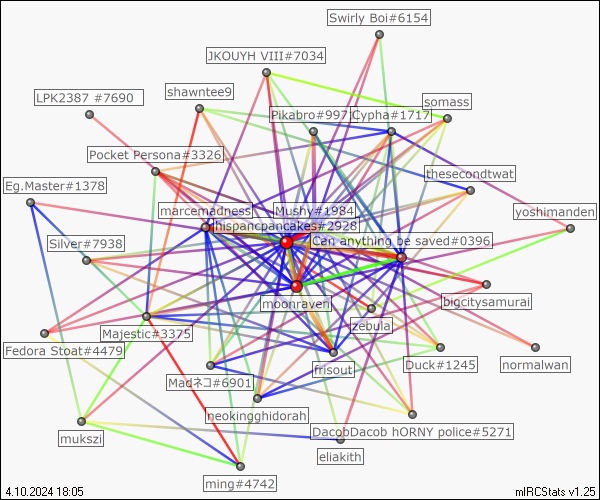 Swirly Boi#6154
JKOUYH VIII#7034
shawntee9
LPK2387 #7690
somass
Pikabro#997
Cypha#1717
Pocket Persona#3326
thesecondtwat
Eg.Master#1378
marcemadness
Mushy#1984
yoshimanden
hispancpancakes#2928
Silver#7938
Can anything be saved#0396
moonraven
bigcitysamurai
zebula
Majestic#3375
Fedora Stoat#4479
frisout
Duck#1245
normalwan
Madネコ#6901
neokingghidorah
DacobDacob hORNY police#5271
mukszi
eliakith
ming#4742
4.10.2024 18:05
mIRCStats v1.25